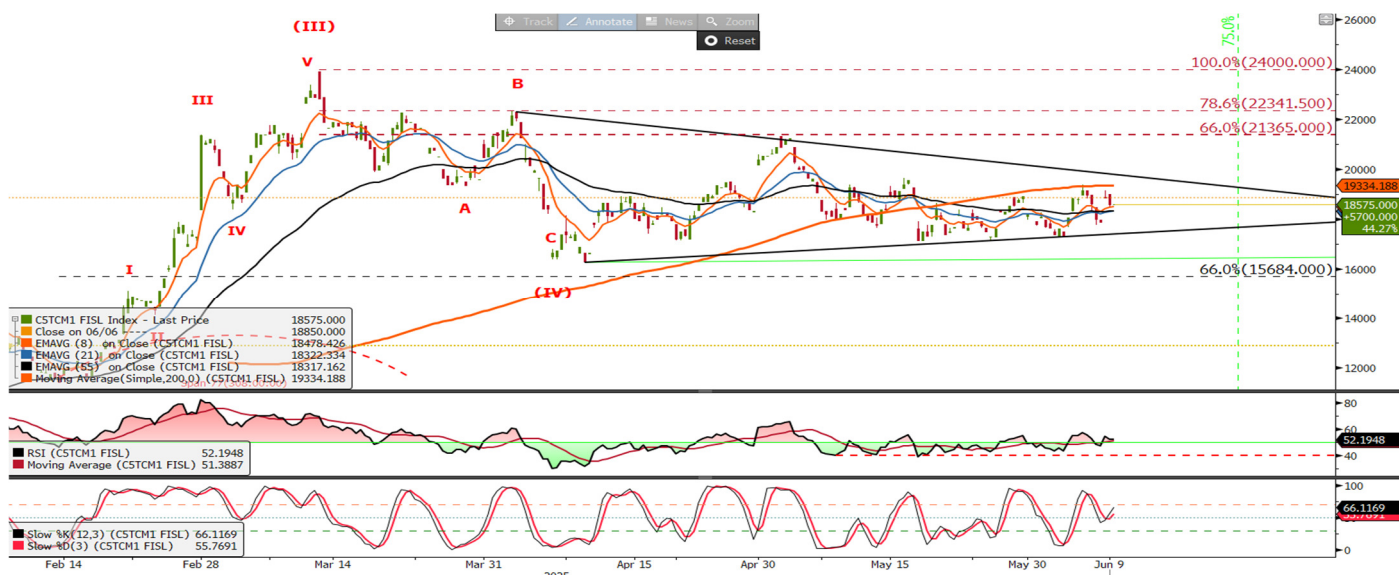 Track Annotate News Zoom
Reset
(III)
V
III
IV
I
II
A
B
C
(IV)
75.0%
100.0%(24000.000)
78.6%(22341.500)
66.0%(21365.000)
66.0%(15684.000)
26000
24000
22000
20000
19334.188
18575.000
+5700.000
44.27%
16000
14000
12000
C5TCM1 FISL Index - Last Price 18575.000
Close on 06/06 ---- 18850.000
EMAVG (8) on Close (C5TCM1 FISL) 18478.426
EMAVG (21) on Close (C5TCM1 FISL) 18322.334
EMAVG (55) on Close (C5TCM1 FISL) 18317.162
Moving Average(Simple,200,0) (C5TCM1 FISL) 19334.188
80
60
52.1948
40
RSI (C5TCM1 FISL) 52.1948
Moving Average (C5TCM1 FISL) 51.3887
100
66.1169
0
Slow %K(12,3) (C5TCM1 FISL) 66.1169
Slow %D(3) (C5TCM1 FISL) 55.7691
Feb 14 Feb 28 Mar 14 Mar 31 Apr 15 Apr 30 May 15 May 30 Jun 9
2025